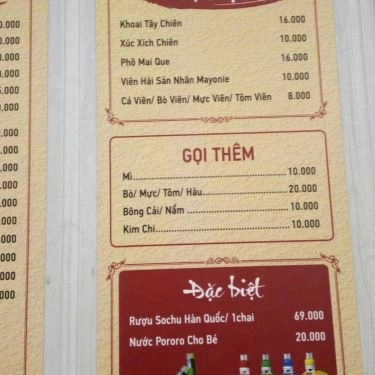 Khoai Tây Chiên 16.000
Xúc Xích Chiên 10.000
Phô Mai Que 16.000
Viên Hải Sản Nhân Mayonie 10.000
Cá Viên/ Bò Viên/ Mực Viên/ Tôm Viên 8.000
GỌI THÊM
Mì 10.000
Bò/ Mực/ Tôm/ Hàu 20.000
Bông Cải/ Nấm 10.000
Kim Chi 10.000
Đặc biệt
Rượu Sochu Hàn Quốc/ 1chai 69.000
Nước Pororo Cho Bé 20.000